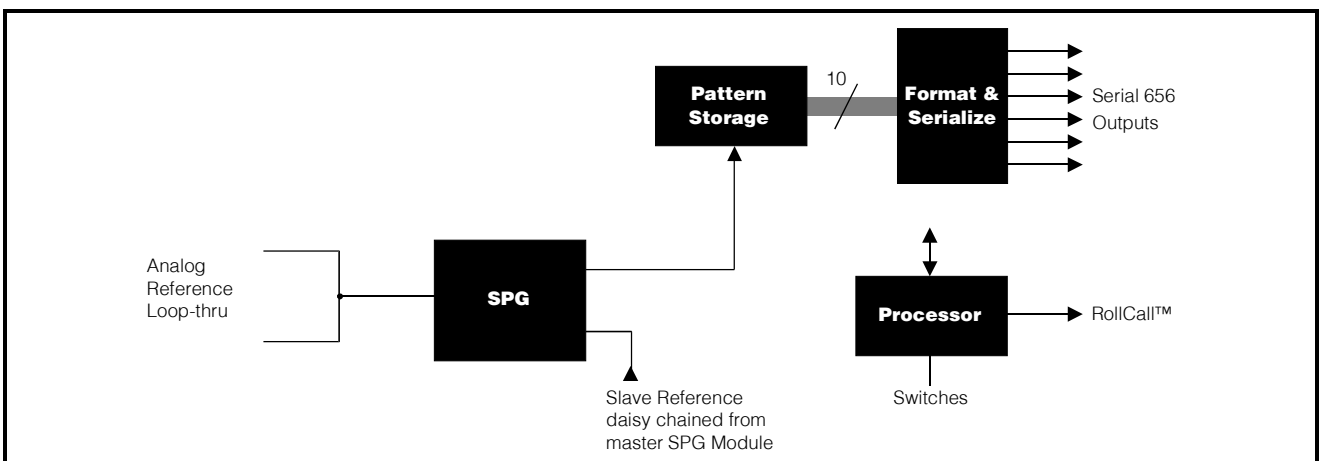 10
Pattern
Storage
Format &
Serialize
Serial 656
Outputs
Analog
Reference
Loop-thru
SPG
Processor
RollCall™
Slave Reference
daisy chained from
master SPG Module
Switches